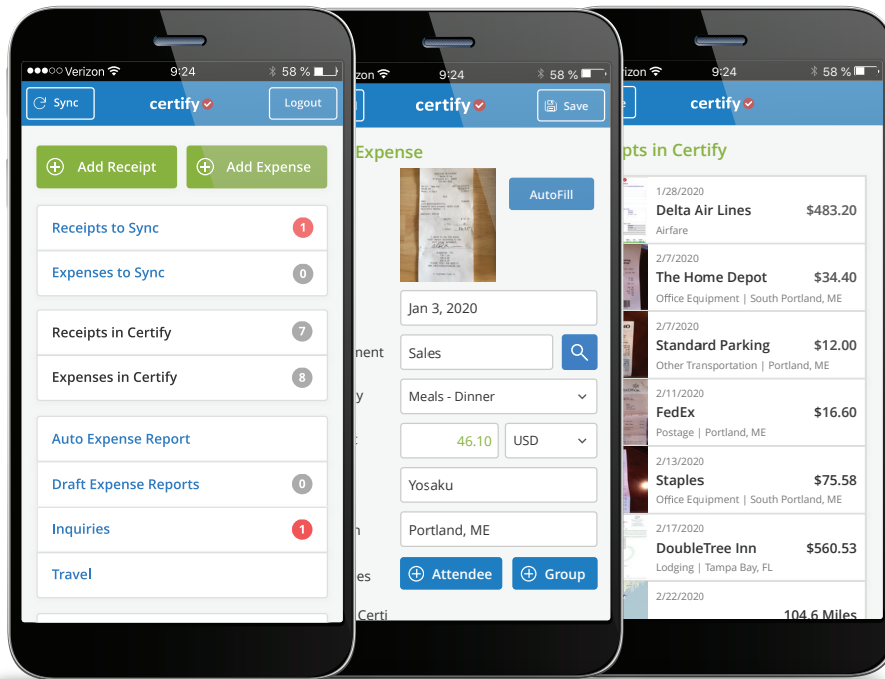 Verizon 9:24 58 %
Sync certify Logout
Add Receipt Add Expense
Receipts to Sync 1
Expenses to Sync 0
Receipts in Certify 7
Expenses in Certify 8
Auto Expense Report
Draft Expense Reports 0
Inquiries 1
Travel
zon 9:24 58 %
certify Save
Expense
AutoFill
Jan 3, 2020
ment Sales
y Meals - Dinner
46.10 USD
Yosaku
n Portland, ME
es Attendee Group
Certi
izon 9:24 58 %
e certify
pts in Certify
1/28/2020
Delta Air Lines $483.20
Airfare
2/7/2020
The Home Depot $34.40
Office Equipment | South Portland, ME
2/7/2020
Standard Parking $12.00
Other Transportation | Portland, ME
2/11/2020
FedEx $16.60
Postage | Portland, ME
2/13/2020
Staples $75.58
Office Equipment | South Portland, ME
2/17/2020
DoubleTree Inn $560.53
Lodging | Tampa Bay, FL
2/22/2020
104.6 Miles